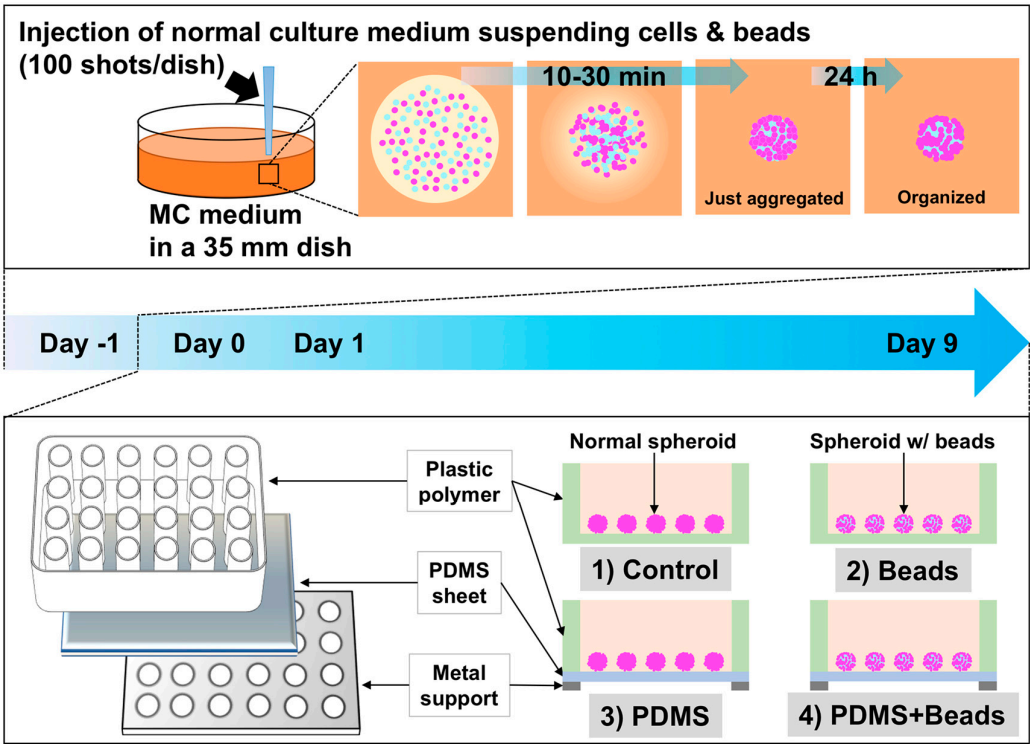 Injection of normal culture medium suspending cells & beads
(100 shots/dish)
10-30 min
24 h
Just aggregated
Organized
MC medium
in a 35 mm dish
Day -1
Day 0
Day 1
Day 9
Plastic
polymer
PDMS
sheet
Metal
support
Normal spheroid
Spheroid w/ beads
1) Control
2) Beads
3) PDMS
4) PDMS+Beads